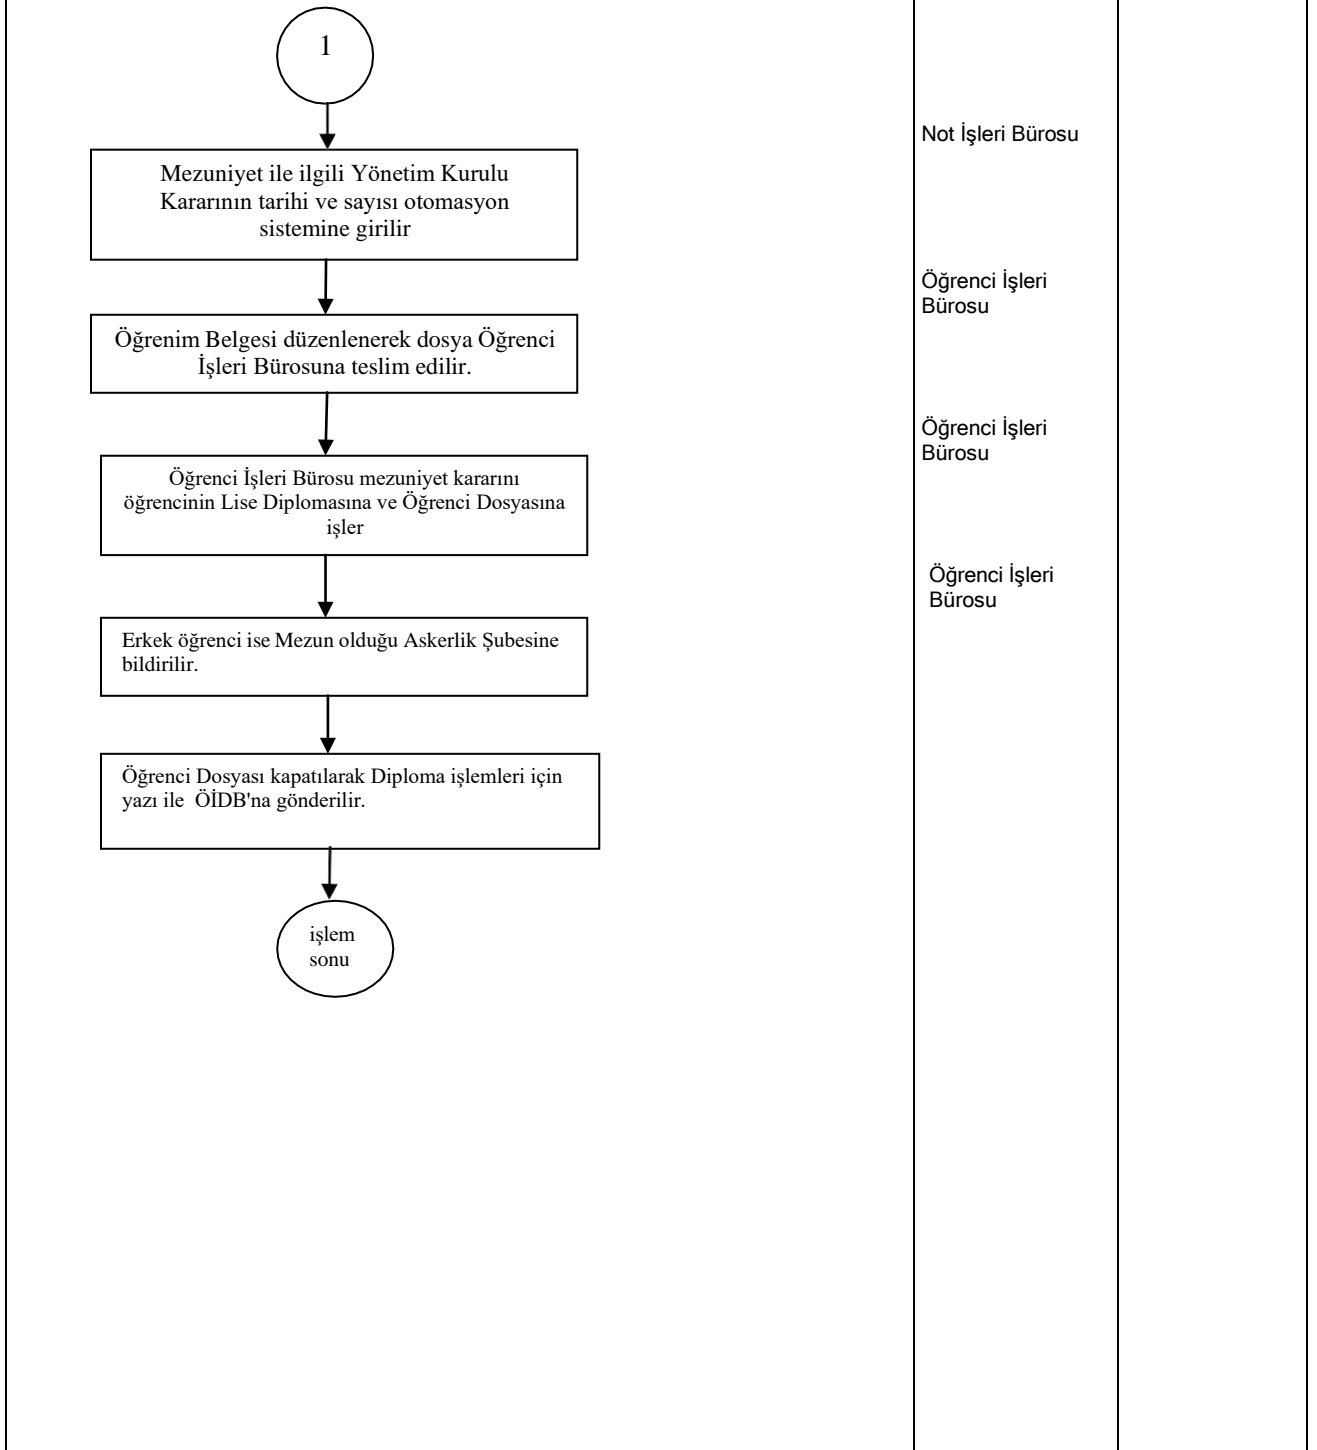 1
Mezuniyet ile ilgili Yönetim Kurulu
Kararının tarihi ve sayısı otomasyon
sistemine girilir
Öğrenim Belgesi düzenlenerek dosya Öğrenci
İşleri Bürosuna teslim edilir.
Öğrenci İşleri Bürosu mezuniyet kararını
öğrencinin Lise Diplomasına ve Öğrenci Dosyasına
işler
Erkek öğrenci ise Mezun olduğu Askerlik Şubesine
bildirilir.
Öğrenci Dosyası kapatılarak Diploma işlemleri için
yazı ile ÖİDB'na gönderilir.
işlem
sonu
Not İşleri Bürosu
Öğrenci İşleri
Bürosu
Öğrenci İşleri
Bürosu
Öğrenci İşleri
Bürosu